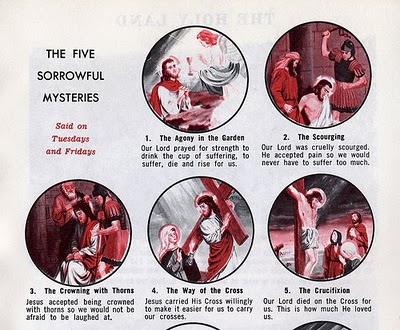 THE HOLY LAND
THE FIVE
SORROWFUL
MYSTERIES
Said on
Tuesdays
and Fridays
1. The Agony in the Garden
Our Lord prayed for strength to
drink the cup of suffering, to
suffer, die and rise for us.
2. The Scourging
Our Lord was cruelly scourged.
He accepted pain so we would
never have to suffer too much.
3. The Crowning with Thorns
Jesus accepted being crowned
with thorns so we would not be
afraid to be laughed at.
4. The Way of the Cross
Jesus carried His Cross willingly
to make it easier for us to carry
our crosses.
5. The Crucifixion
Our Lord died on the Cross for
us. This is how much He loved
us.